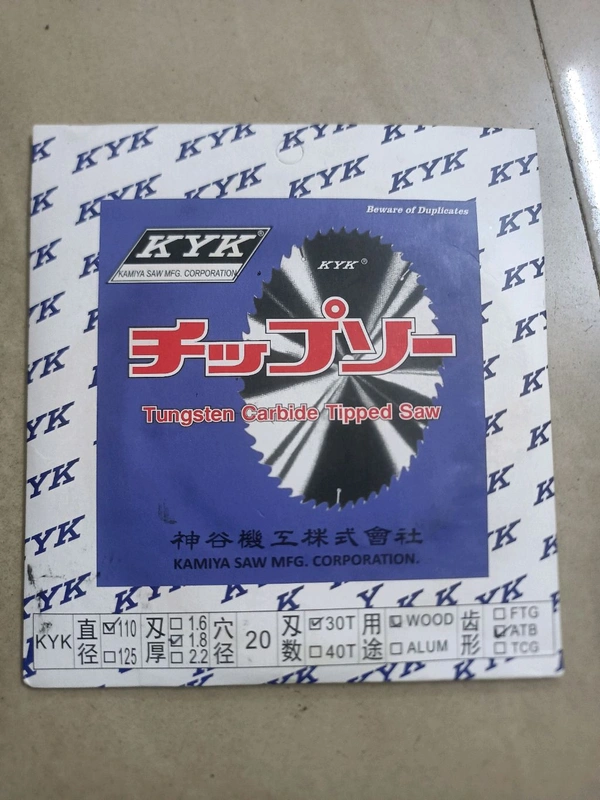 Beware of Duplicates
KYK®
KAMIYA SAW MFG. CORPORATION
KYK®
チップソー
Tungsten Carbide Tipped Saw
神谷機工株式會社
KAMIYA SAW MFG. CORPORATION.
KYK 直径 ☑110 ☐125 刃厚 ☐1.6 ☑1.8 ☐2.2 穴径 20 刃数 ☑30T ☐40T 用途 ☑WOOD ☐ALUM 齿形 ☐FTG ☑ATB ☐TCG